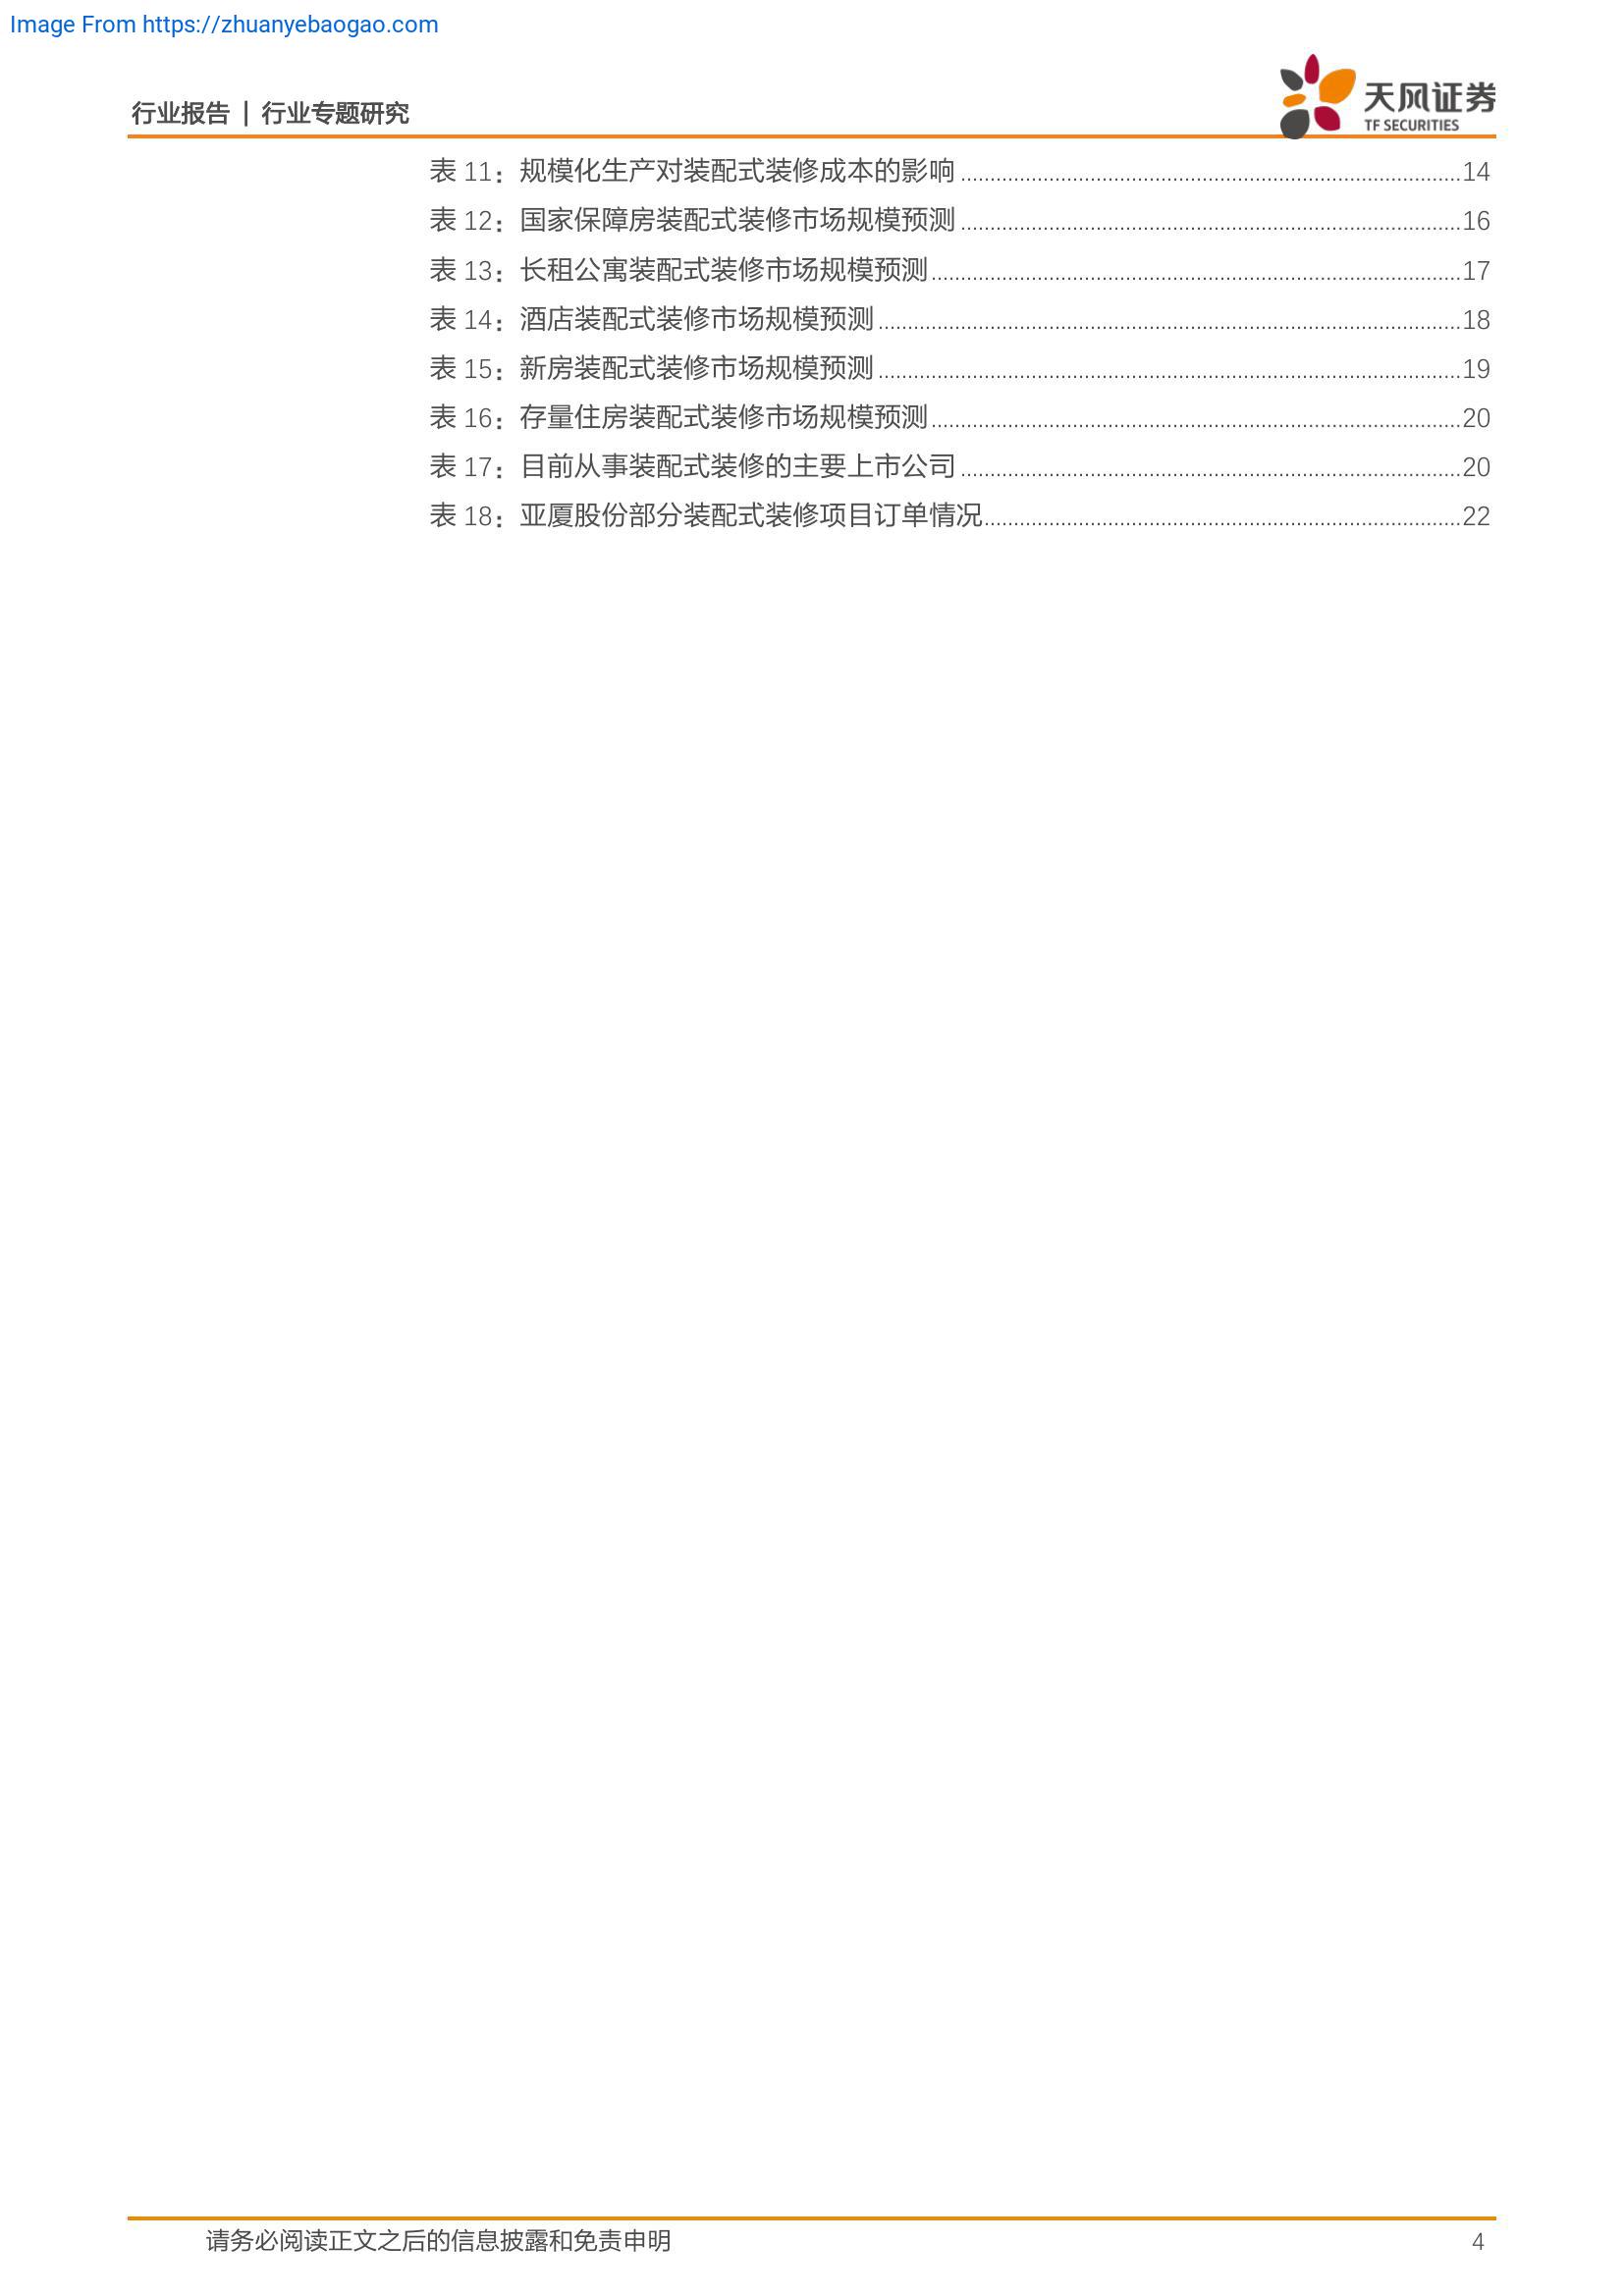 Image From https://zhuanyebaogao.com
行业报告 | 行业专题研究
天风证券
TF SECURITIES
表 11：规模化生产对装配式装修成本的影响 ........ 14
表 12：国家保障房装配式装修市场规模预测 ........ 16
表 13：长租公寓装配式装修市场规模预测 ........ 17
表 14：酒店装配式装修市场规模预测 ........ 18
表 15：新房装配式装修市场规模预测 ........ 19
表 16：存量住房装配式装修市场规模预测 ........ 20
表 17：目前从事装配式装修的主要上市公司 ........ 20
表 18：亚厦股份部分装配式装修项目订单情况 ........ 22
请务必阅读正文之后的信息披露和免责申明 4